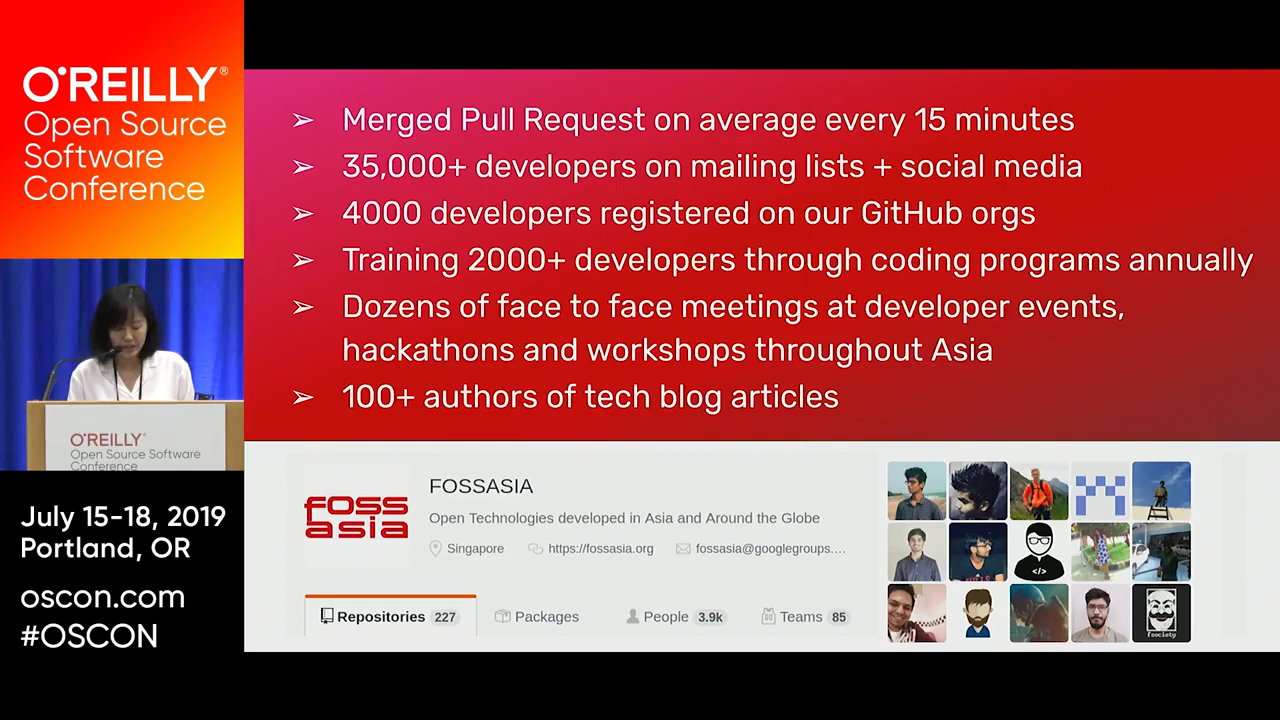 O'REILLY®
Open Source
Software
Conference
➢ Merged Pull Request on average every 15 minutes
➢ 35,000+ developers on mailing lists + social media
➢ 4000 developers registered on our GitHub orgs
➢ Training 2000+ developers through coding programs annually
➢ Dozens of face to face meetings at developer events,
hackathons and workshops throughout Asia
➢ 100+ authors of tech blog articles
O'REILLY®
Open Source Software
Conference
July 15-18, 2019
Portland, OR
oscon.com
#OSCON
foss
asia
FOSSASIA
Open Technologies developed in Asia and Around the Globe
Singapore https://fossasia.org fossasia@googlegroups.…
Repositories 227 Packages People 3.9k Teams 85
</>
fsociety